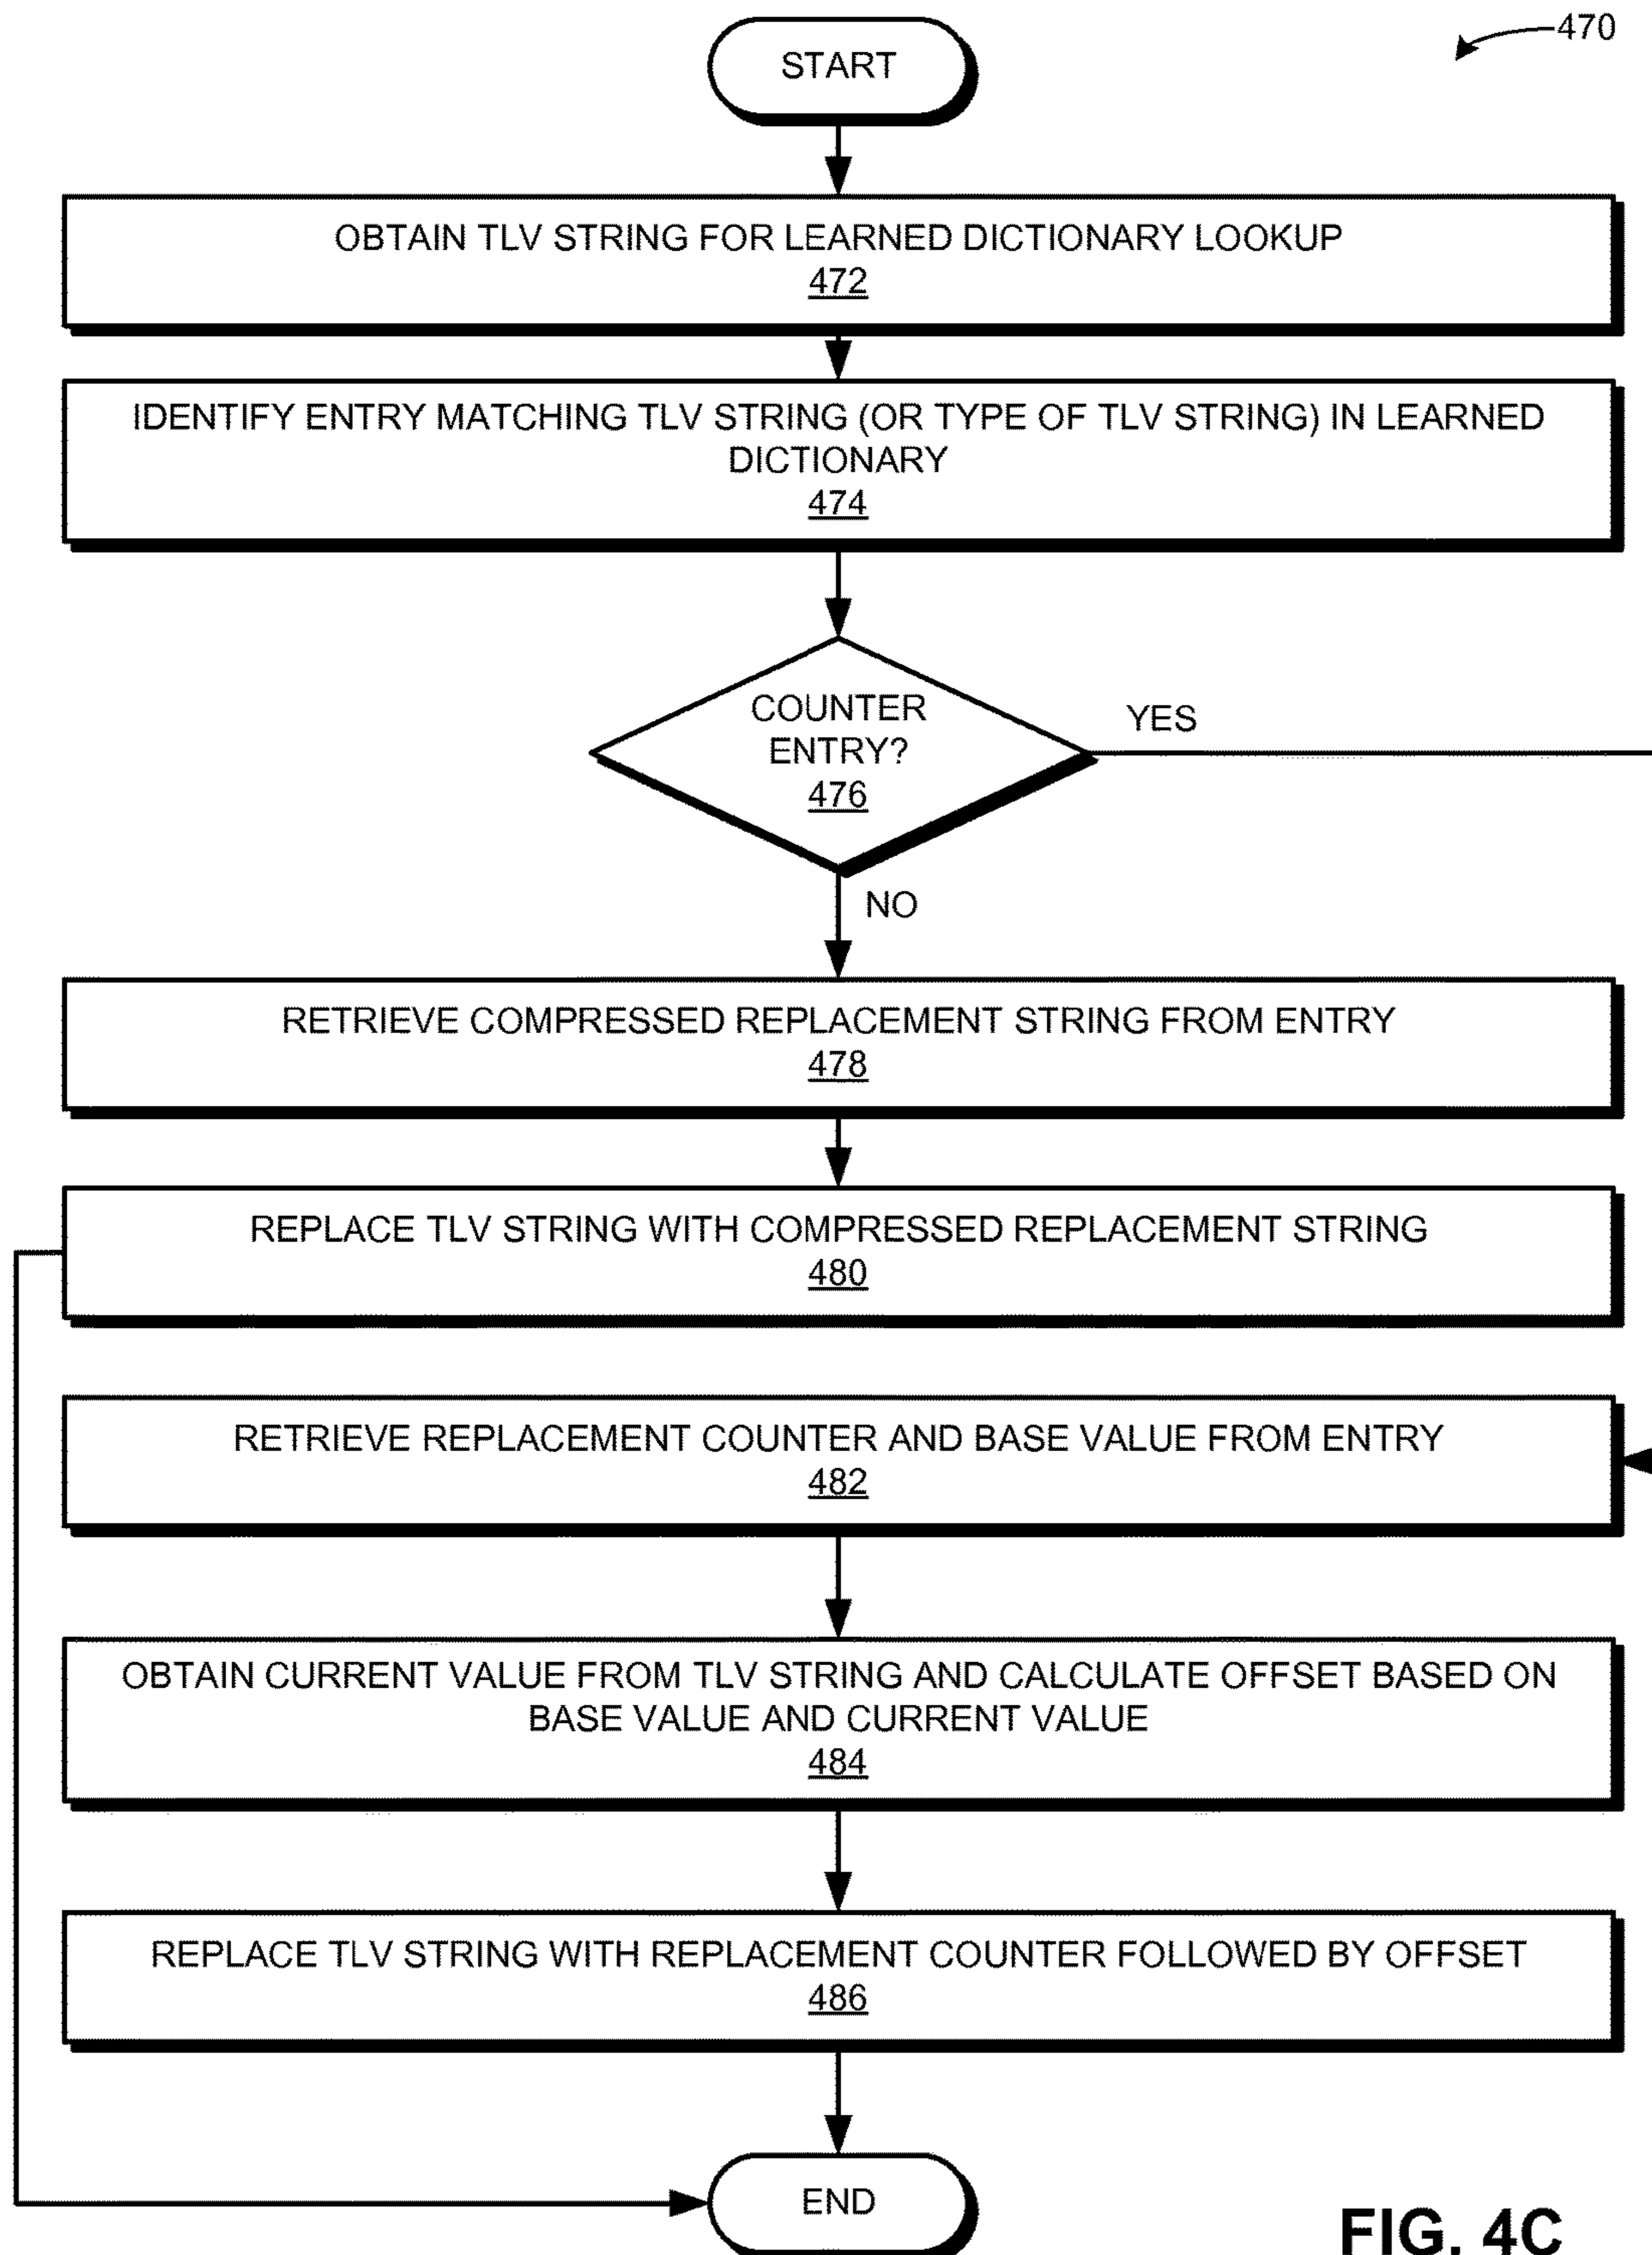 470
START
OBTAIN TLV STRING FOR LEARNED DICTIONARY LOOKUP
472
IDENTIFY ENTRY MATCHING TLV STRING (OR TYPE OF TLV STRING) IN LEARNED
DICTIONARY
474
COUNTER
ENTRY?
476
YES
NO
RETRIEVE COMPRESSED REPLACEMENT STRING FROM ENTRY
478
REPLACE TLV STRING WITH COMPRESSED REPLACEMENT STRING
480
RETRIEVE REPLACEMENT COUNTER AND BASE VALUE FROM ENTRY
482
OBTAIN CURRENT VALUE FROM TLV STRING AND CALCULATE OFFSET BASED ON
BASE VALUE AND CURRENT VALUE
484
REPLACE TLV STRING WITH REPLACEMENT COUNTER FOLLOWED BY OFFSET
486
END
FIG. 4C